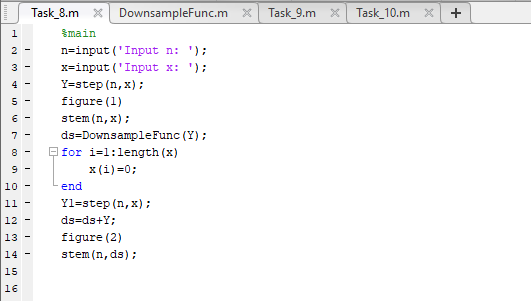 Task_8.m × DownsampleFunc.m × Task_9.m × Task_10.m × +
1 %main
2 - n=input('Input n: ');
3 - x=input('Input x: ');
4 - Y=step(n,x);
5 - figure(1)
6 - stem(n,x);
7 - ds=DownsampleFunc(Y);
8 - for i=1:length(x)
9 - x(i)=0;
10 - end
11 - Y1=step(n,x);
12 - ds=ds+Y;
13 - figure(2)
14 - stem(n,ds);
15
16